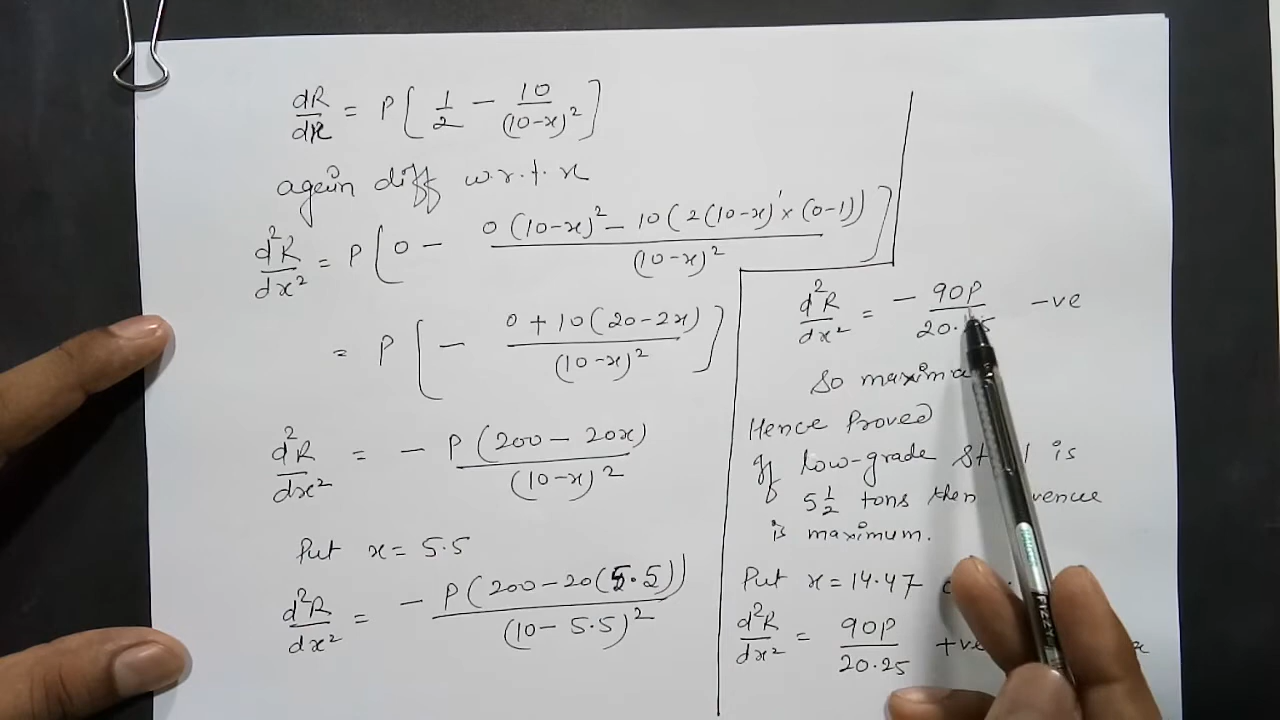 dR/dx = P[ 1/2 - 10/(10-x)² ]
again diff w.r.t x
d²R/dx² = P[ 0 - 0(10-x)² - 10(2(10-x)' × (0-1))/(10-x)² ]
= P[ - 0+10(20-2x)/(10-x)² ]
d²R/dx² = - P(200-20x)/(10-x)²
Put x = 5.5
d²R/dx² = - P(200-20(5.5))/(10-5.5)²
d²R/dx² = - 90P/20. -ve
So maxima
Hence Proved
If low-grade is
5 1/2 tons then
is maximum.
Put x = 14.47
d²R/dx² = 90P/20.25 +ve